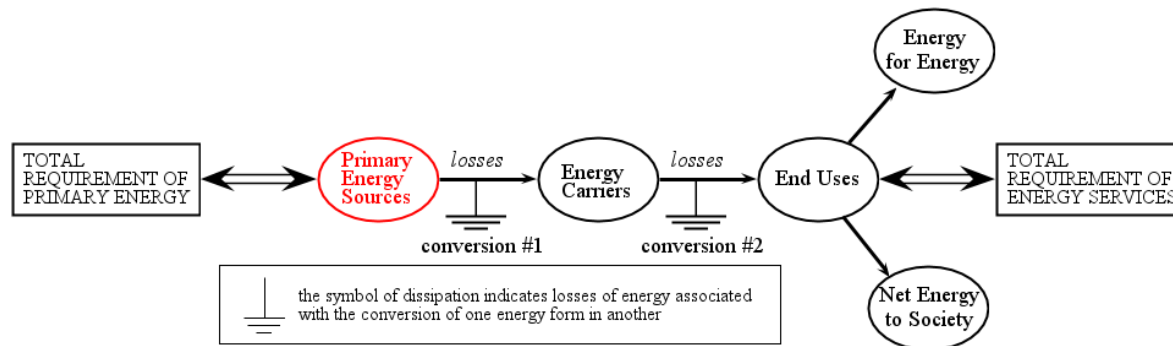 Energy
for Energy
TOTAL
REQUIREMENT OF
PRIMARY ENERGY
Primary
Energy
Sources
losses
conversion #1
Energy
Carriers
losses
conversion #2
End Uses
TOTAL
REQUIREMENT OF
ENERGY SERVICES
Net Energy
to Society
the symbol of dissipation indicates losses of energy associated
with the conversion of one energy form in another